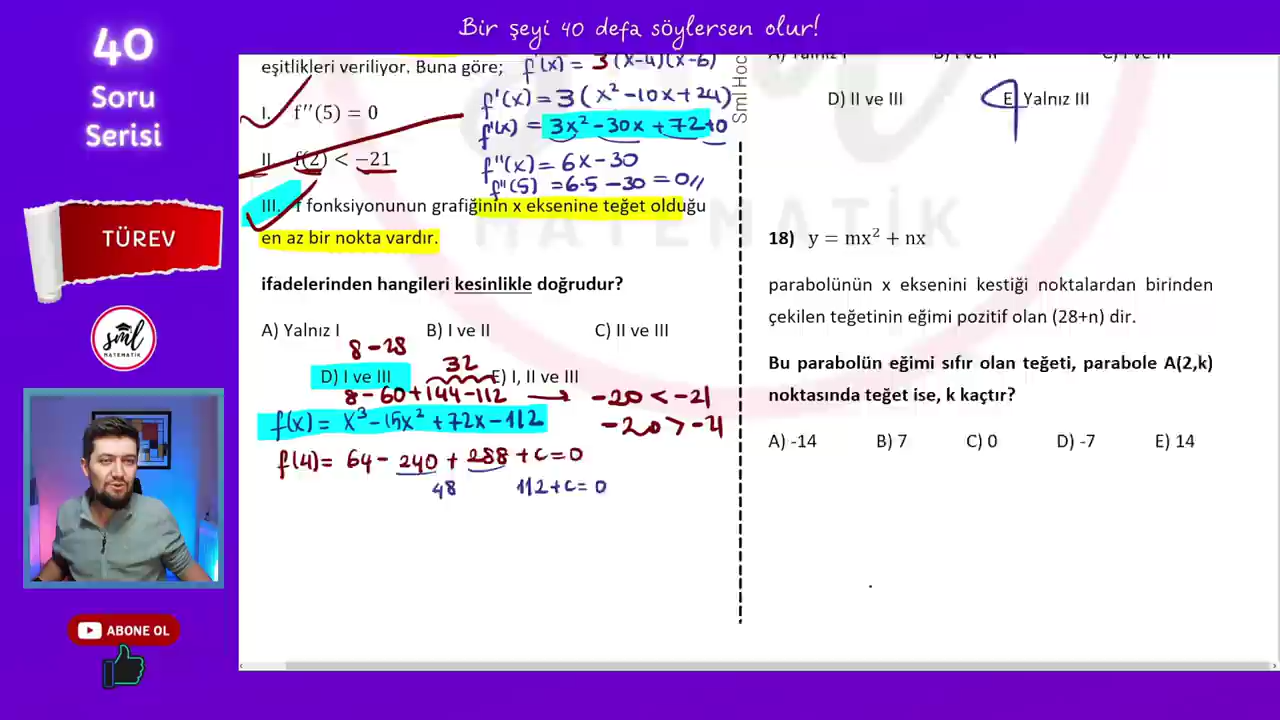 Bir şeyi 40 defa söylersen olur!
40
Soru
Serisi
TÜREV
sml
MATEMATİK
ABONE OL
eşitlikleri veriliyor. Buna göre;
f'(x) = 3 (x-4)(x-6)
f'(x) = 3 ( x² -10x +24)
I. f''(5) = 0
f'(x) = 3x² -30x +72 +0
II. f(2) < −21
f''(x) = 6x -30
f''(5) = 6.5 -30 = 0//
III. f fonksiyonunun grafiğinin x eksenine teğet olduğu
en az bir nokta vardır.
ifadelerinden hangileri kesinlikle doğrudur?
A) Yalnız I B) I ve II C) II ve III
8 -28
32
D) I ve III E) I, II ve III
8 - 60 + 144 - 112 → -20 < -21
f(x) = x³ -15x² +72x -112
f(4) = 64 - 240 + 288 + c = 0
48 112 + c = 0
Sml Hoc
MATEMATİK
D) II ve III E) Yalnız III
18) y = mx² + nx
parabolünün x eksenini kestiği noktalardan birinden
çekilen teğetinin eğimi pozitif olan (28+n) dir.
Bu parabolün eğimi sıfır olan teğeti, parabole A(2,k)
noktasında teğet ise, k kaçtır?
A) -14 B) 7 C) 0 D) -7 E) 14